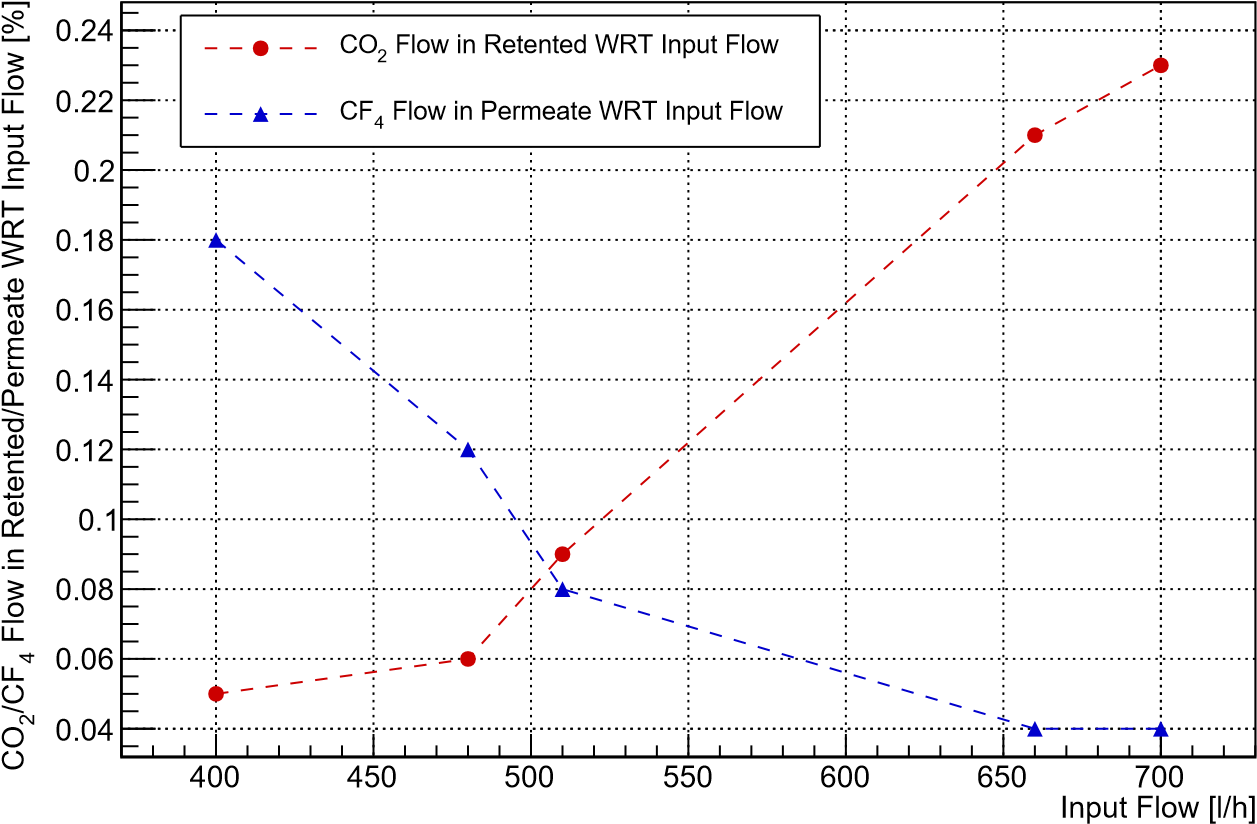 CO2/CF4 Flow in Retented/Permeate WRT Input Flow [%]
CO2 Flow in Retented WRT Input Flow
CF4 Flow in Permeate WRT Input Flow
0.24
0.22
0.2
0.18
0.16
0.14
0.12
0.1
0.08
0.06
0.04
400 450 500 550 600 650 700
Input Flow [l/h]